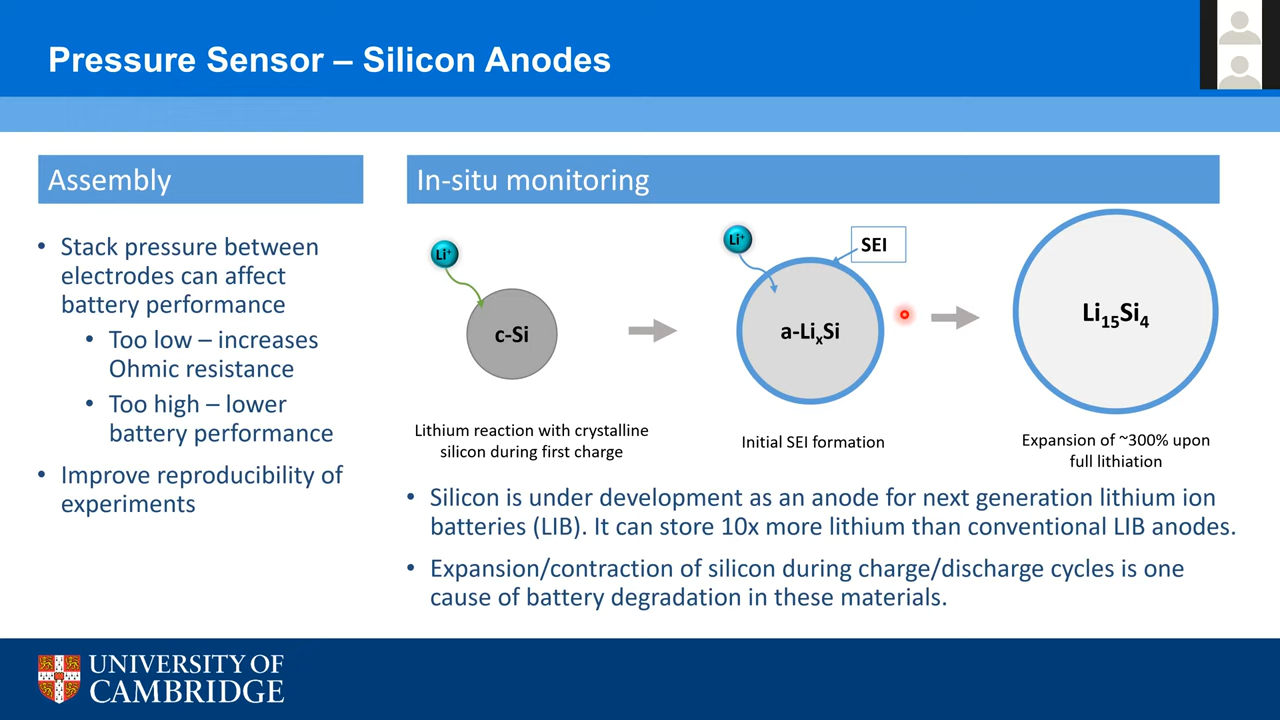 Pressure Sensor – Silicon Anodes
Assembly
• Stack pressure between
electrodes can affect
battery performance
• Too low – increases
Ohmic resistance
• Too high – lower
battery performance
• Improve reproducibility of
experiments
In-situ monitoring
Li⁺
c-Si
Lithium reaction with crystalline
silicon during first charge
Li⁺
SEI
a-LiₓSi
Initial SEI formation
Li₁₅Si₄
Expansion of ~300% upon
full lithiation
• Silicon is under development as an anode for next generation lithium ion
batteries (LIB). It can store 10x more lithium than conventional LIB anodes.
• Expansion/contraction of silicon during charge/discharge cycles is one
cause of battery degradation in these materials.
UNIVERSITY OF
CAMBRIDGE